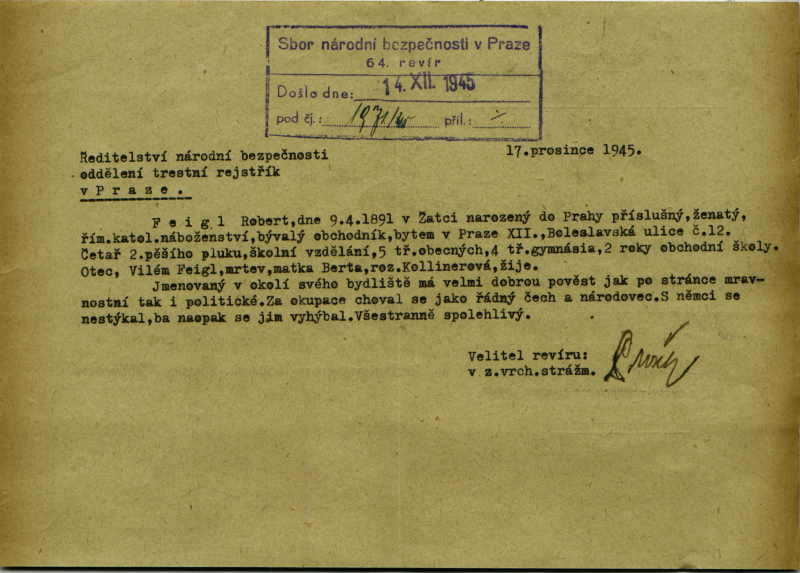 Sbor národní bezpečnosti v Praze
64. revír
Došlo dne: 14. XII. 1945
pod čj.: příl.: ÷
Ředitelství národní bezpečnosti
oddělení trestní rejstřík
v P r a z e .
17.prosince 1945.
F e i g l Robert,dne 9.4.1891 v Žatci narozený do Prahy příslušný,ženatý,
řím.katol.náboženství,bývalý obchodník,bytem v Praze XII.,Boleslavská ulice č.12.
Četař 2.pěšího pluku,školní vzdělání,5 tř.obecných,4 tř.gymnásia,2 roky obchodní školy.
Otec, Vilém Feigl,mrtev,matka Berta,roz.Kollinerová,žije.
Jmenovaný v okolí svého bydliště má velmi dobrou pověst jak po stránce mrav-
nostní tak i politické.Za okupace choval se jako řádný čech a národovec.S němci se
nestýkal,ba naopak se jim vyhýbal.Všestranně spolehlivý.
Velitel revíru:
v z.vrch.strážm.